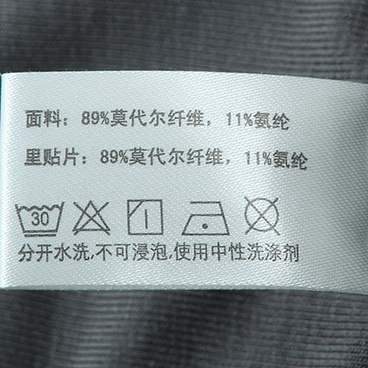 面料：89%莫代尔纤维，11%氨纶
里贴片：89%莫代尔纤维，11%氨纶
30
分开水洗,不可浸泡,使用中性洗涤剂